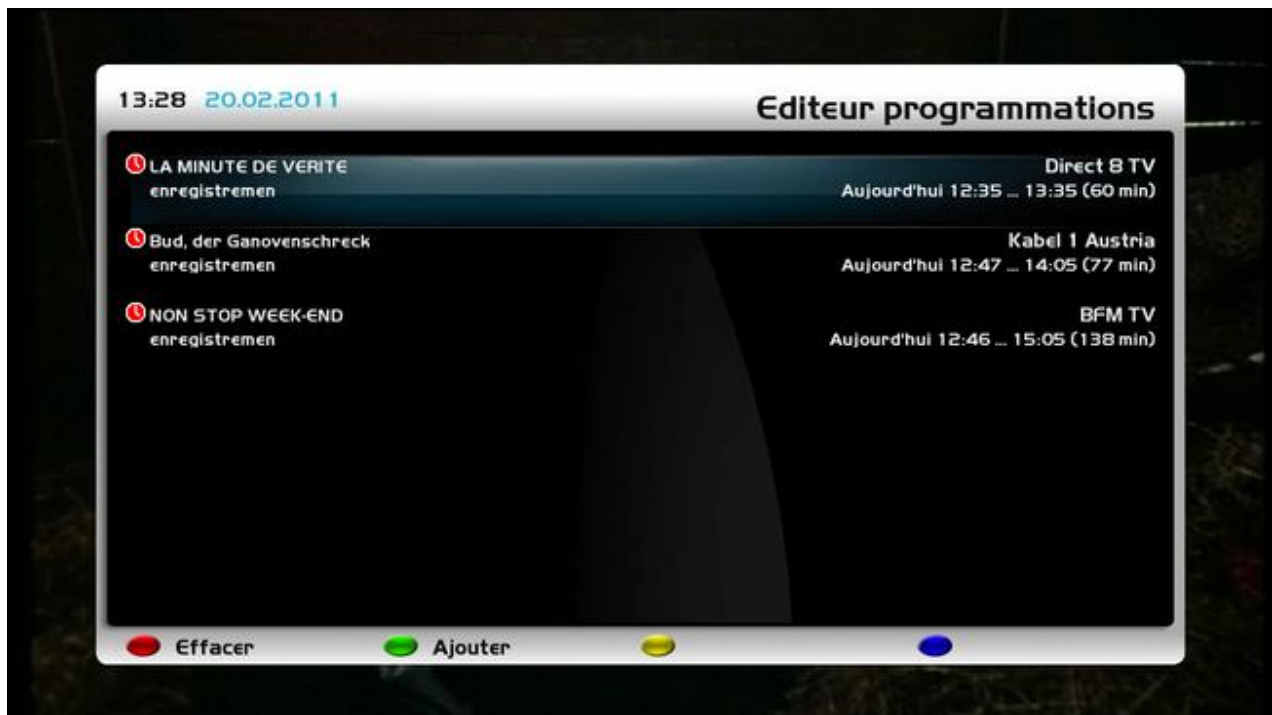 13:28 20.02.2011
Editeur programmations
LA MINUTE DE VERITE Direct 8 TV
enregistremen Aujourd'hui 12:35 ... 13:35 (60 min)
Bud, der Ganovenschreck Kabel 1 Austria
enregistremen Aujourd'hui 12:47 ... 14:05 (77 min)
NON STOP WEEK-END BFM TV
enregistremen Aujourd'hui 12:46 ... 15:05 (138 min)
Effacer Ajouter